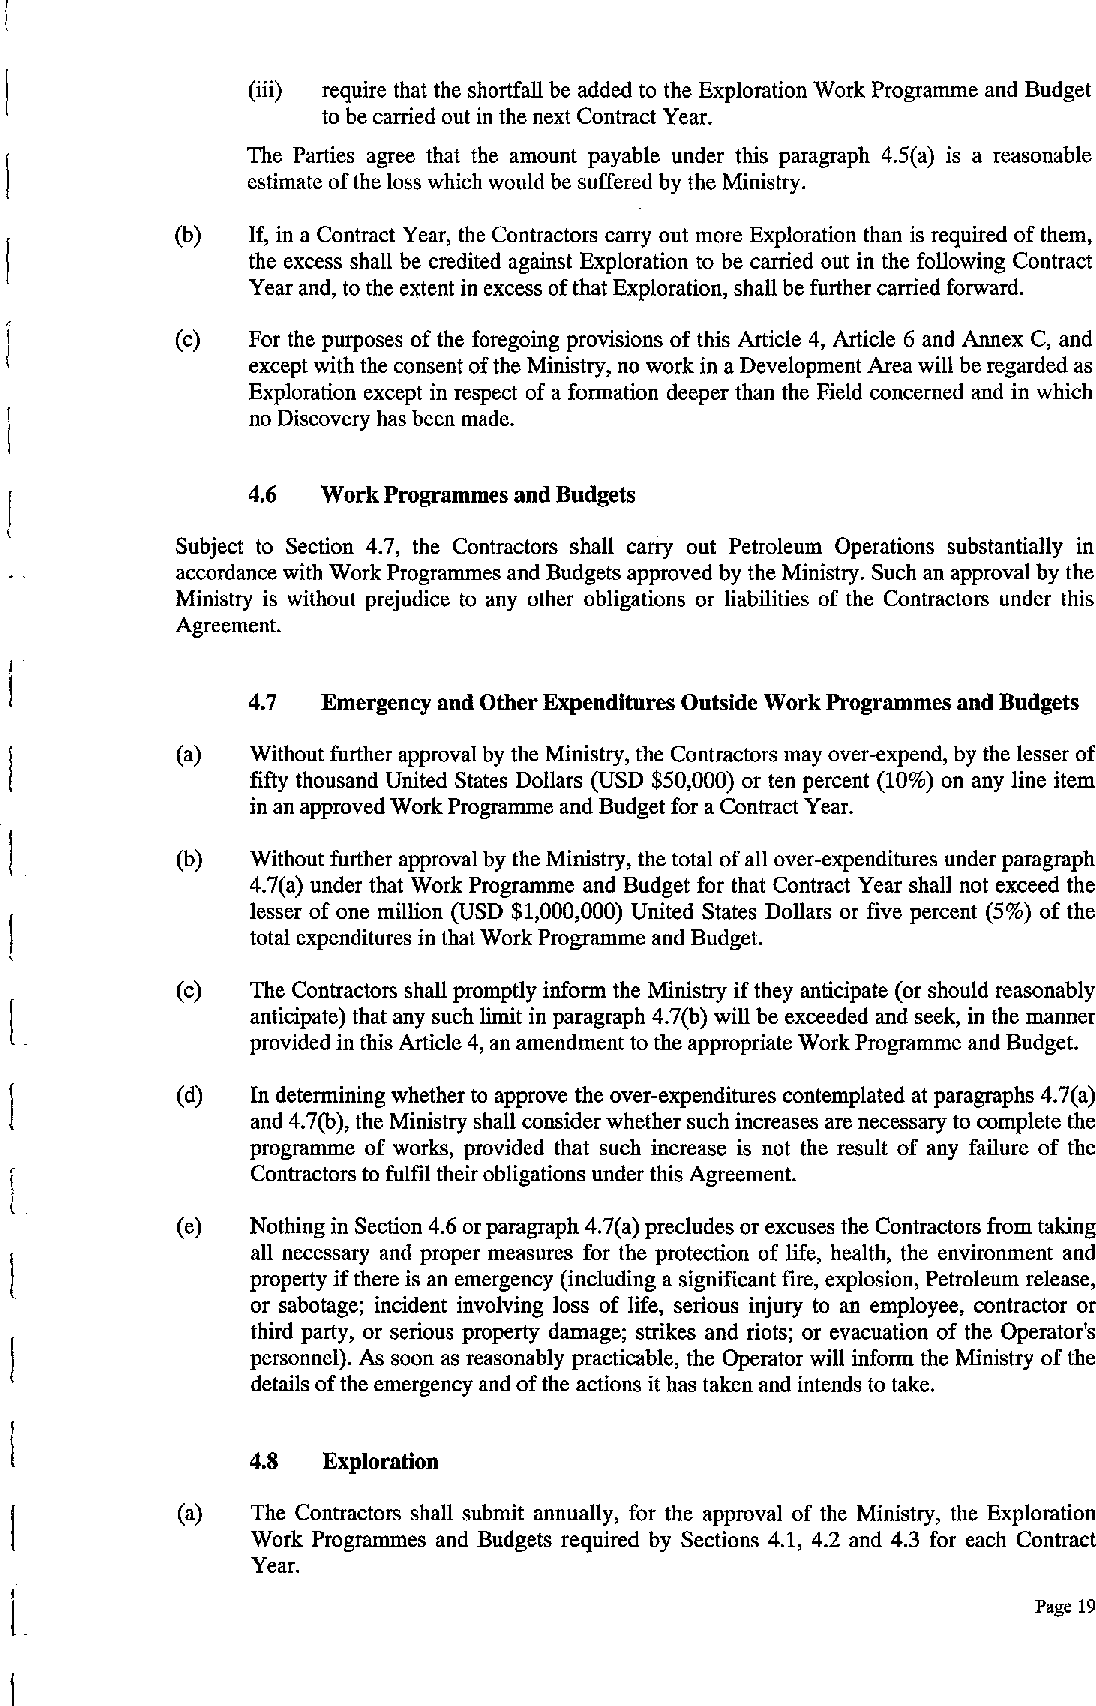 (iii) require that the shortfall be added to the Exploration Work Programme and Budget
to be carried out in the next Contract Year.
The Parties agree that the amount payable under this paragraph 4.5(a) is a reasonable
estimate of the loss which would be suffered by the Ministry.
(b) If, in a Contract Year, the Contractors carry out more Exploration than is required of them,
the excess shall be credited against Exploration to be carried out in the following Contract
Year and, to the extent in excess of that Exploration, shall be further carried forward.
(c) For the purposes of the foregoing provisions of this Article 4, Article 6 and Annex C, and
except with the consent of the Ministry, no work in a Development Area will be regarded as
Exploration except in respect of a formation deeper than the Field concerned and in which
no Discovery has been made.
4.6 Work Programmes and Budgets
Subject to Section 4.7, the Contractors shall carry out Petroleum Operations substantially in
accordance with Work Programmes and Budgets approved by the Ministry. Such an approval by the
Ministry is without prejudice to any other obligations or liabilities of the Contractors under this
Agreement.
4.7 Emergency and Other Expenditures Outside Work Programmes and Budgets
(a) Without further approval by the Ministry, the Contractors may over-expend, by the lesser of
fifty thousand United States Dollars (USD $50,000) or ten percent (10%) on any line item
in an approved Work Programme and Budget for a Contract Year.
(b) Without further approval by the Ministry, the total of all over-expenditures under paragraph
4.7(a) under that Work Programme and Budget for that Contract Year shall not exceed the
lesser of one million (USD $1,000,000) United States Dollars or five percent (5%) of the
total expenditures in that Work Programme and Budget.
(c) The Contractors shall promptly inform the Ministry if they anticipate (or should reasonably
anticipate) that any such limit in paragraph 4.7(b) will be exceeded and seek, in the manner
provided in this Article 4, an amendment to the appropriate Work Programme and Budget.
(d) In determining whether to approve the over-expenditures contemplated at paragraphs 4.7(a)
and 4.7(b), the Ministry shall consider whether such increases are necessary to complete the
programme of works, provided that such increase is not the result of any failure of the
Contractors to fulfil their obligations under this Agreement.
(e) Nothing in Section 4.6 or paragraph 4.7(a) precludes or excuses the Contractors from taking
all necessary and proper measures for the protection of life, health, the environment and
property if there is an emergency (including a significant fire, explosion, Petroleum release,
or sabotage; incident involving loss of life, serious injury to an employee, contractor or
third party, or serious property damage; strikes and riots; or evacuation of the Operator's
personnel). As soon as reasonably practicable, the Operator will inform the Ministry of the
details of the emergency and of the actions it has taken and intends to take.
4.8 Exploration
(a) The Contractors shall submit annually, for the approval of the Ministry, the Exploration
Work Programmes and Budgets required by Sections 4.1, 4.2 and 4.3 for each Contract
Year.
Page 19